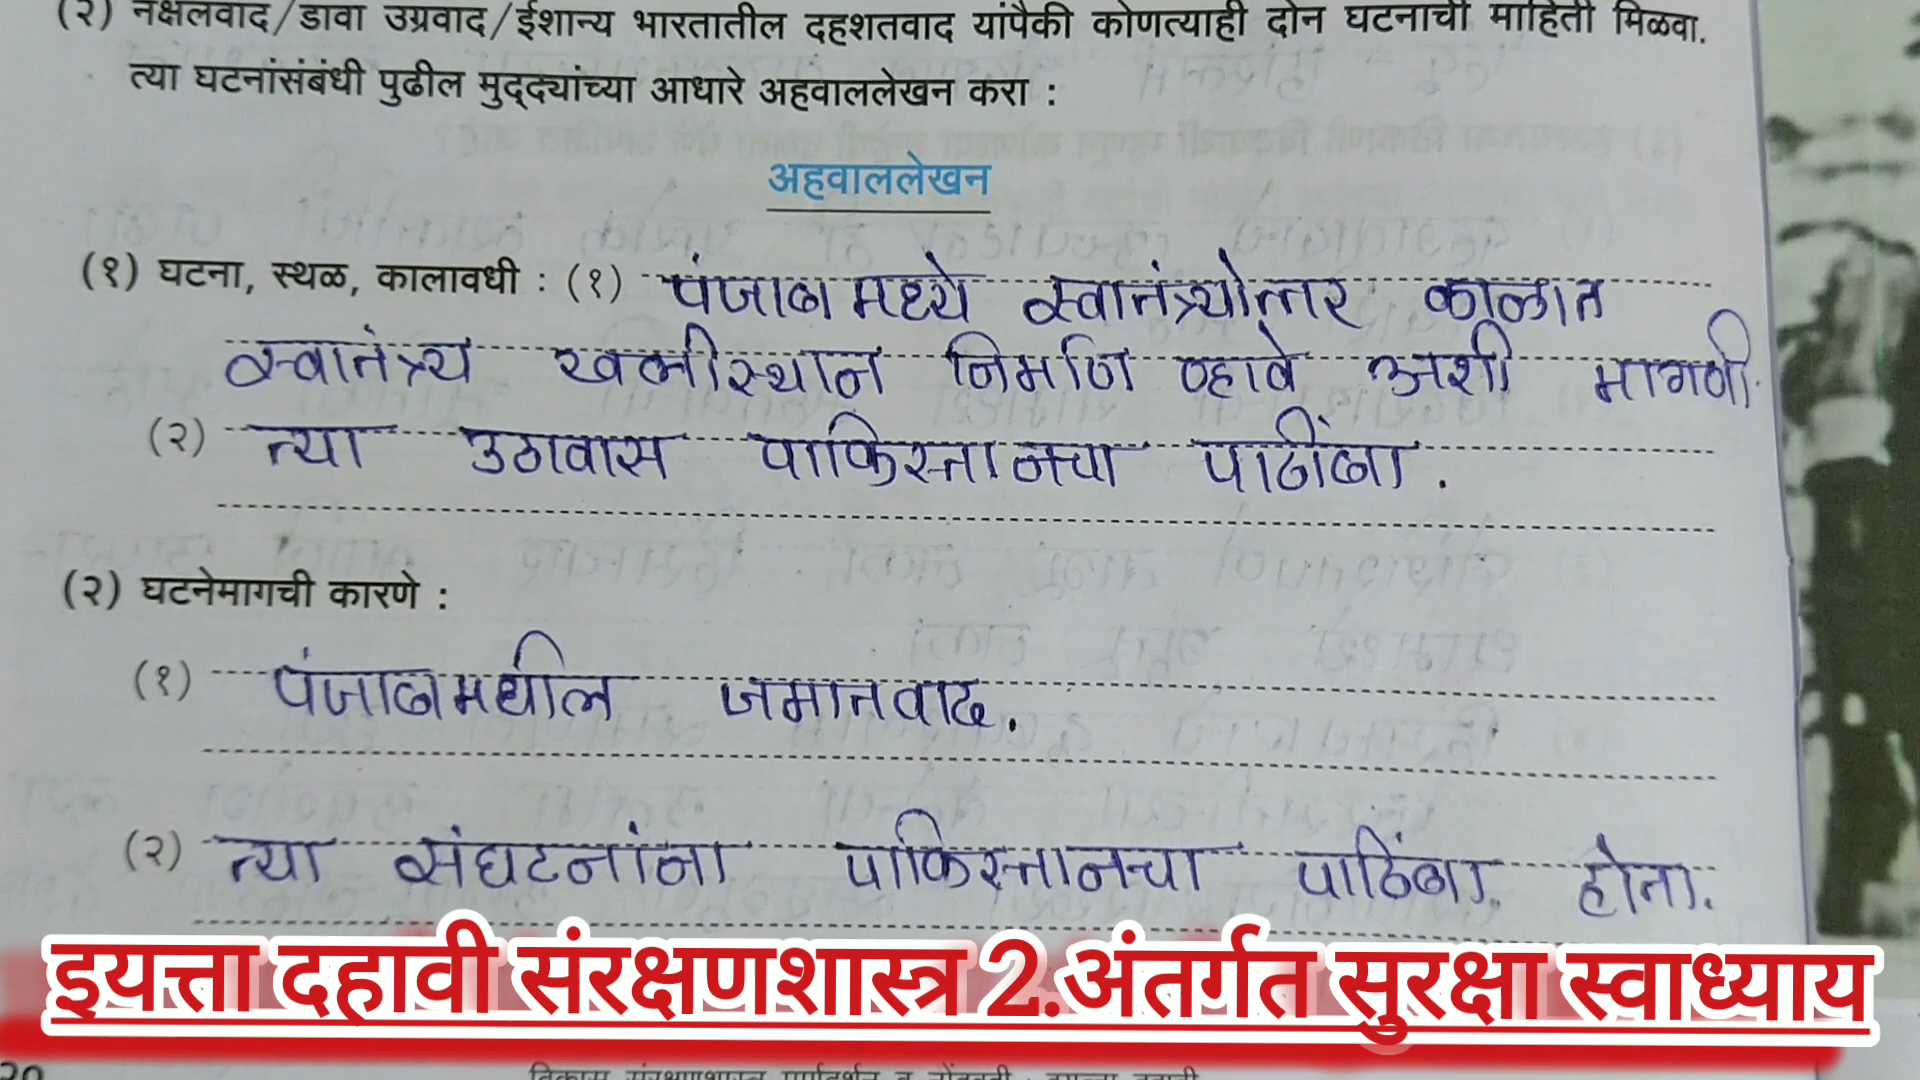 (२) नक्षलवाद/डावा उग्रवाद/ईशान्य भारतातील दहशतवाद यांपैकी कोणत्याही दोन घटनाची माहिती मिळवा.
त्या घटनांसंबंधी पुढील मुद्द्यांच्या आधारे अहवाललेखन करा :
अहवाललेखन
(१) घटना, स्थळ, कालावधी : (१) पंजाब मध्ये स्वातंत्र्योत्तर काळात
स्वातंत्र्य खलीस्थान निर्माण व्हावे अशी मागणी.
(२) त्या उठावास पाकिस्तानचा पाठींबा.
(२) घटनेमागची कारणे :
(१) पंजाबमधील जमातवाद.
(२) त्या संघटनांना पाकिस्तानचा पाठिंबा होता.
इयत्ता दहावी संरक्षणशास्त्र 2.अंतर्गत सुरक्षा स्वाध्याय